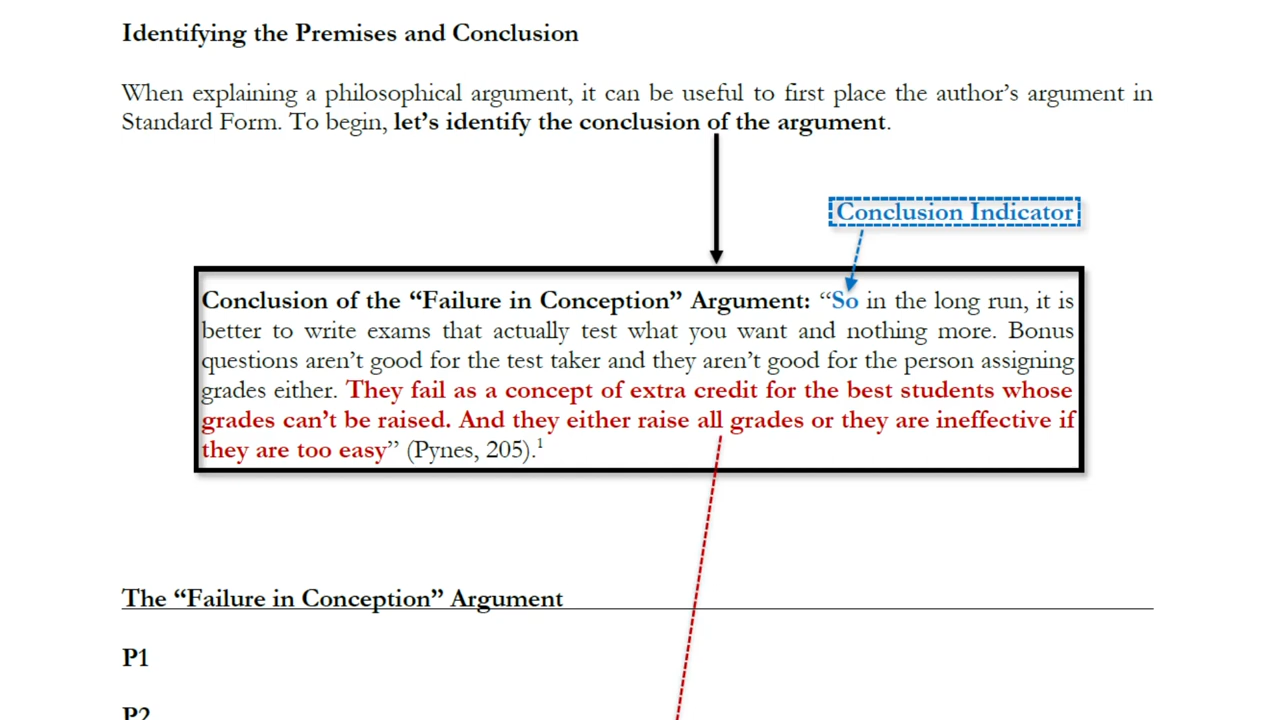 Identifying the Premises and Conclusion
When explaining a philosophical argument, it can be useful to first place the author’s argument in
Standard Form. To begin, let’s identify the conclusion of the argument.
Conclusion Indicator
Conclusion of the “Failure in Conception” Argument: “So in the long run, it is
better to write exams that actually test what you want and nothing more. Bonus
questions aren’t good for the test taker and they aren’t good for the person assigning
grades either. They fail as a concept of extra credit for the best students whose
grades can’t be raised. And they either raise all grades or they are ineffective if
they are too easy” (Pynes, 205).1
The “Failure in Conception” Argument
P1
P2